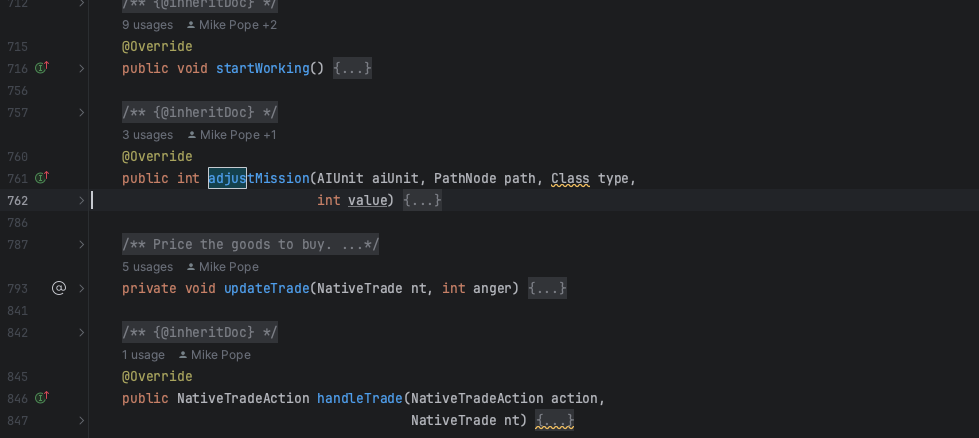 712 /** {@inheritDoc} */
9 usages Mike Pope +2
715 @Override
716 public void startWorking() {...}
756
757 /** {@inheritDoc} */
3 usages Mike Pope +1
760 @Override
761 public int adjustMission(AIUnit aiUnit, PathNode path, Class type,
762 int value) {...}
786
787 /** Price the goods to buy. ...*/
5 usages Mike Pope
793 @ private void updateTrade(NativeTrade nt, int anger) {...}
841
842 /** {@inheritDoc} */
1 usage Mike Pope
845 @Override
846 public NativeTradeAction handleTrade(NativeTradeAction action,
847 NativeTrade nt) {...}